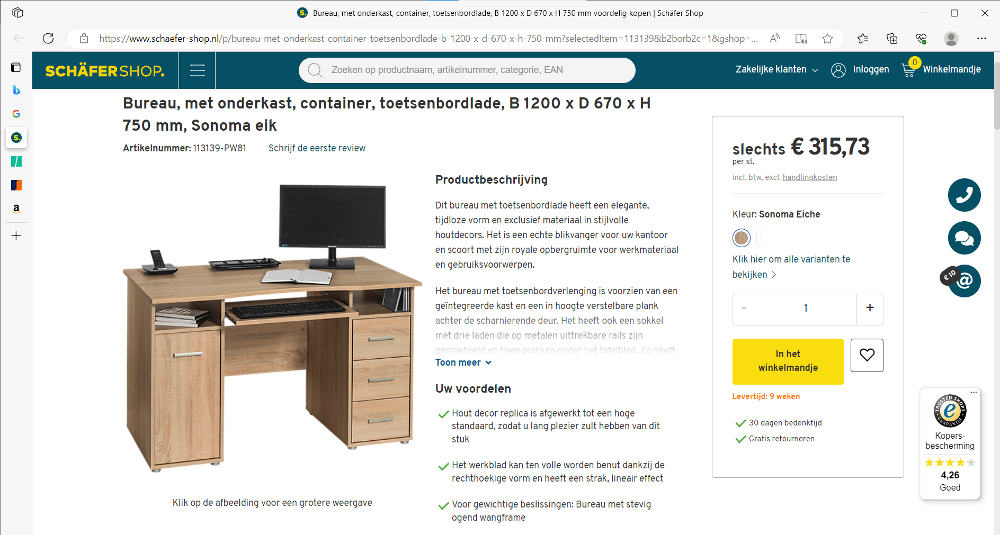 Bureau, met onderkast, container, toetsenbordlade, B 1200 x D 670 x H 750 mm voordelig kopen | Schäfer Shop
https://www.schaefer-shop.nl/p/bureau-met-onderkast-container-toetsenbordlade-b-1200-x-d-670-x-h-750-mm?selectedItem=113139&b2borb2c=1&gshop=...
SCHÄFER SHOP.
Zoeken op productnaam, artikelnummer, categorie, EAN
Zakelijke klanten
Inloggen
0
Winkelmandje
Bureau, met onderkast, container, toetsenbordlade, B 1200 x D 670 x H
750 mm, Sonoma eik
Artikelnummer: 113139-PW81
Schrijf de eerste review
Klik op de afbeelding voor een grotere weergave
Productbeschrijving
Dit bureau met toetsenbordlade heeft een elegante,
tijdloze vorm en exclusief materiaal in stijlvolle
houtdecors. Het is een echte blikvanger voor uw kantoor
en scoort met zijn royale opbergruimte voor werkmateriaal
en gebruiksvoorwerpen.
Het bureau met toetsenbordverlenging is voorzien van een
geïntegreerde kast en een in hoogte verstelbare plank
achter de scharnierende deur. Het heeft ook een sokkel
met drie laden die op metalen uittrekbare rails zijn
gemonteerd en twee planken onder het tafelblad. Zo heeft
Toon meer
Uw voordelen
Hout decor replica is afgewerkt tot een hoge
standaard, zodat u lang plezier zult hebben van dit
stuk
Het werkblad kan ten volle worden benut dankzij de
rechthoekige vorm en heeft een strak, lineair effect
Voor gewichtige beslissingen: Bureau met stevig
ogend wangframe
slechts € 315,73
per st.
incl. btw, excl. handlingkosten
Kleur: Sonoma Eiche
Klik hier om alle varianten te
bekijken
- 1 +
In het
winkelmandje
Levertijd: 9 weken
30 dagen bedenktijd
Gratis retourneren
€ 10
@
TRUSTED SHOPS
GUARANTEE
e
Kopers-
bescherming
4,26
Goed